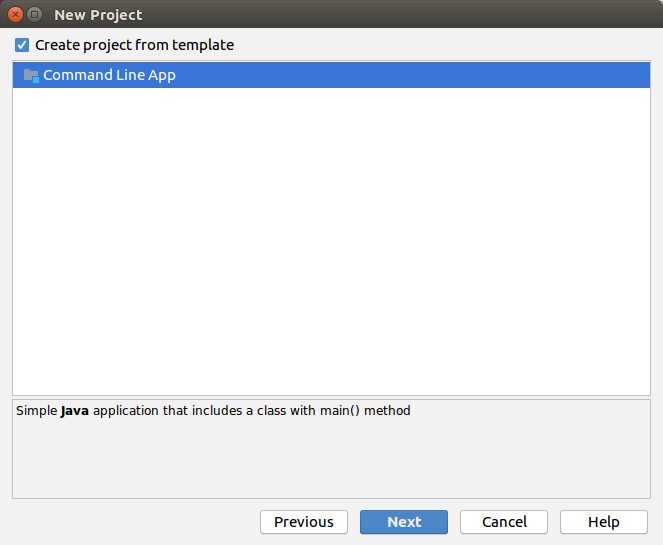 New Project
Create project from template
Command Line App
Simple Java application that includes a class with main() method
Previous Next Cancel Help